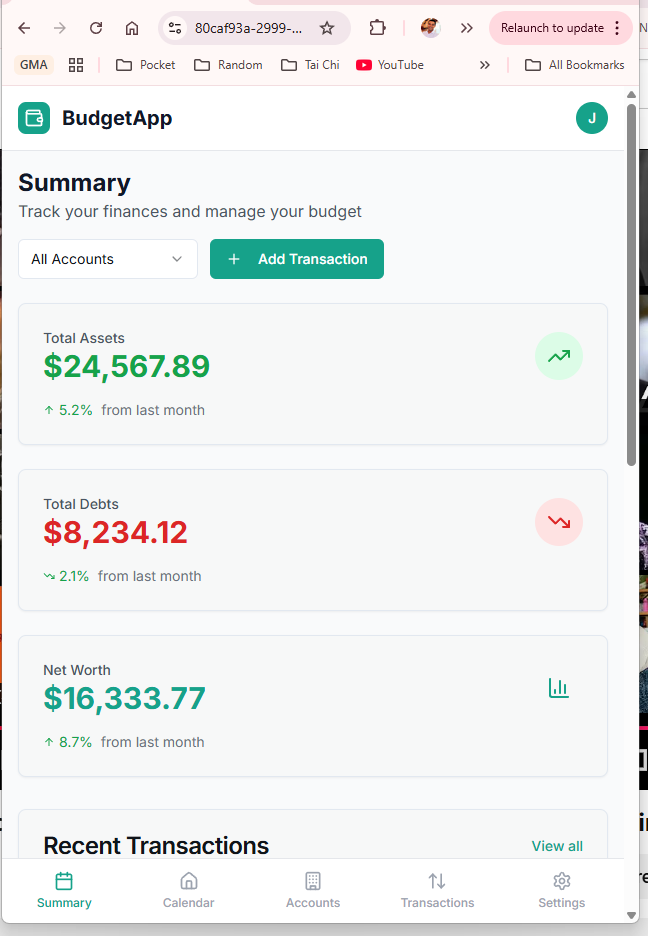 80caf93a-2999-...
Relaunch to update
GMA
Pocket
Random
Tai Chi
YouTube
All Bookmarks
BudgetApp
J
Summary
Track your finances and manage your budget
All Accounts
+ Add Transaction
Total Assets
$24,567.89
↑ 5.2% from last month
Total Debts
$8,234.12
2.1% from last month
Net Worth
$16,333.77
↑ 8.7% from last month
Recent Transactions
View all
Summary
Calendar
Accounts
Transactions
Settings